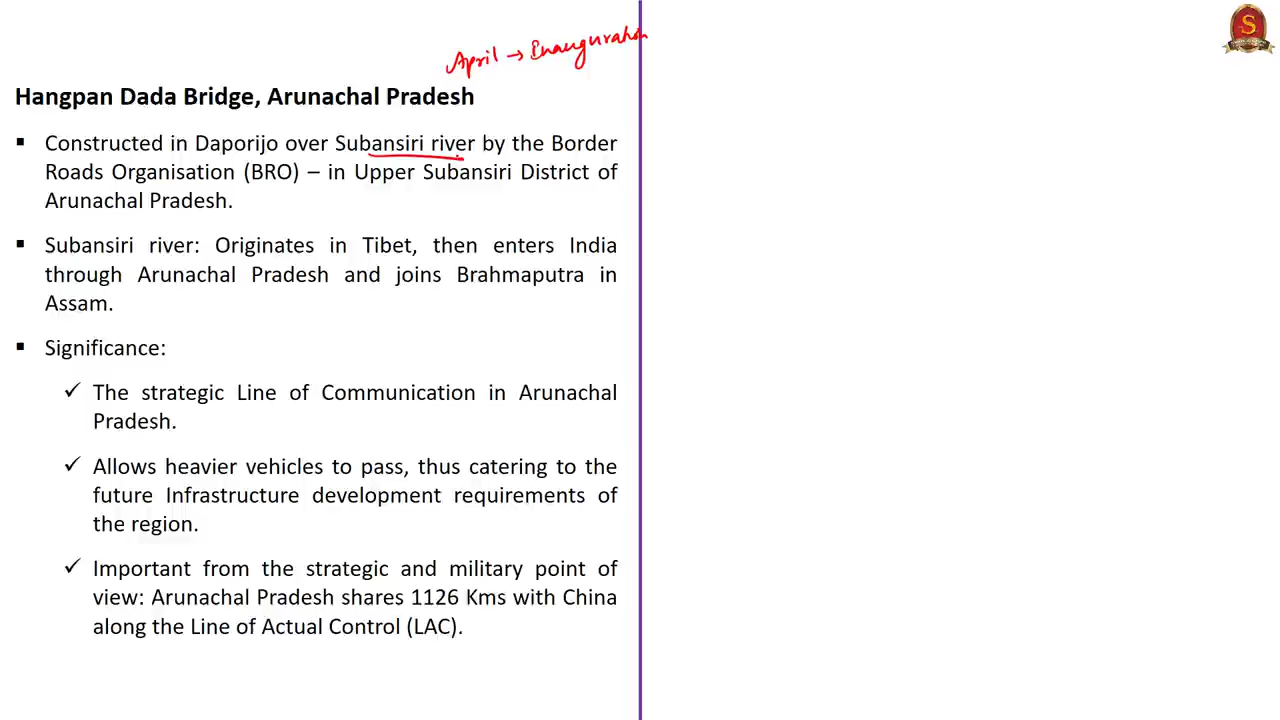 April → Inauguration
Hangpan Dada Bridge, Arunachal Pradesh
▪ Constructed in Daporijo over Subansiri river by the Border
Roads Organisation (BRO) – in Upper Subansiri District of
Arunachal Pradesh.
▪ Subansiri river: Originates in Tibet, then enters India
through Arunachal Pradesh and joins Brahmaputra in
Assam.
▪ Significance:
✓ The strategic Line of Communication in Arunachal
Pradesh.
✓ Allows heavier vehicles to pass, thus catering to the
future Infrastructure development requirements of
the region.
✓ Important from the strategic and military point of
view: Arunachal Pradesh shares 1126 Kms with China
along the Line of Actual Control (LAC).
S